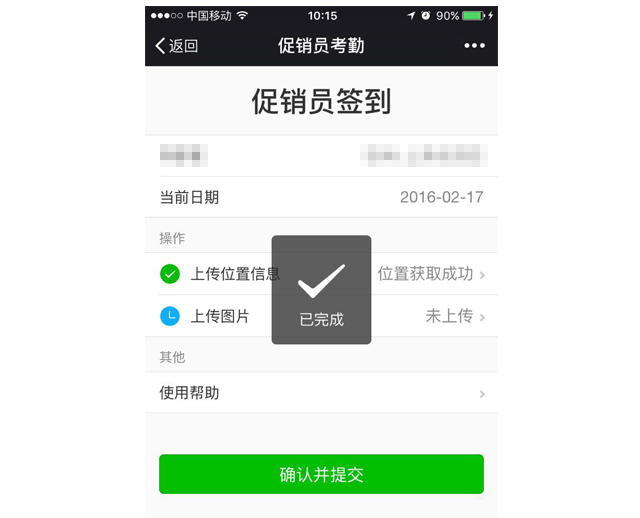 中国移动 10:15 90%
返回 促销员考勤
促销员签到
当前日期 2016-02-17
操作
上传位置信息 位置获取成功
已完成
上传图片 未上传
其他
使用帮助
确认并提交